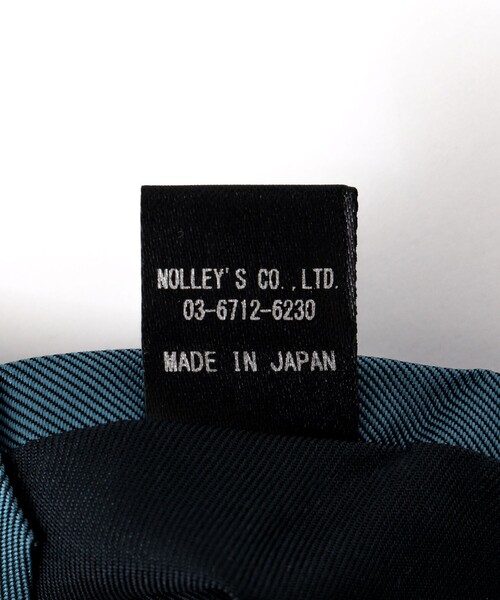 NOLLEY'S CO.,LTD.
03-6712-6230
MADE IN JAPAN